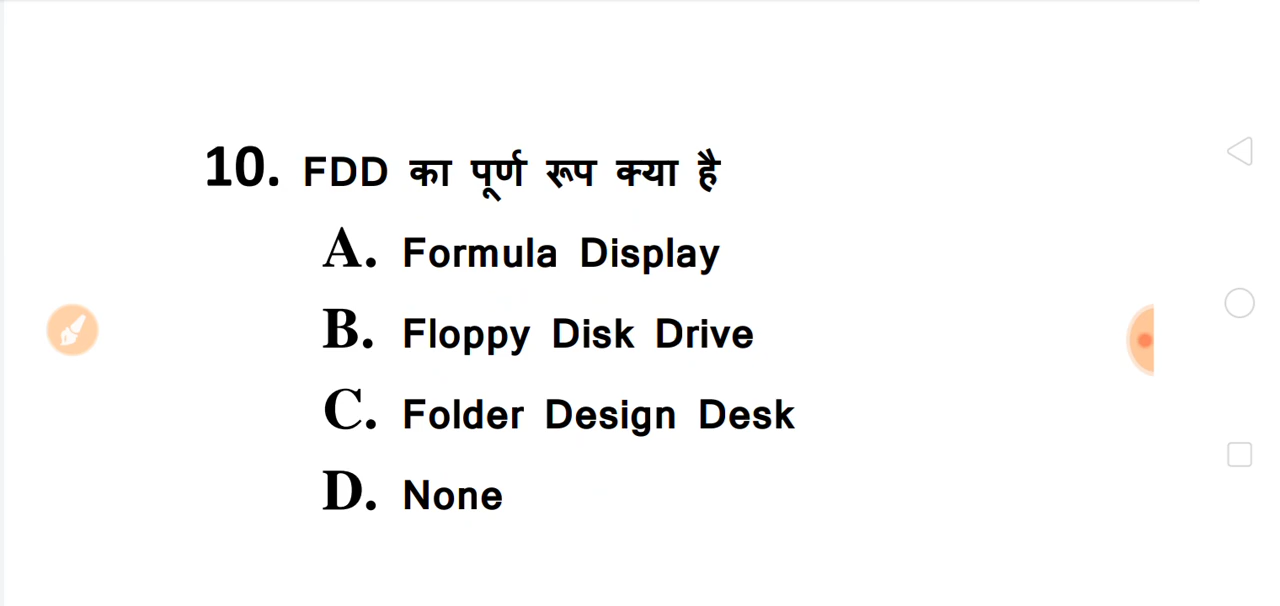 10. FDD का पूर्ण रूप क्या है
A. Formula Display
B. Floppy Disk Drive
C. Folder Design Desk
D. None